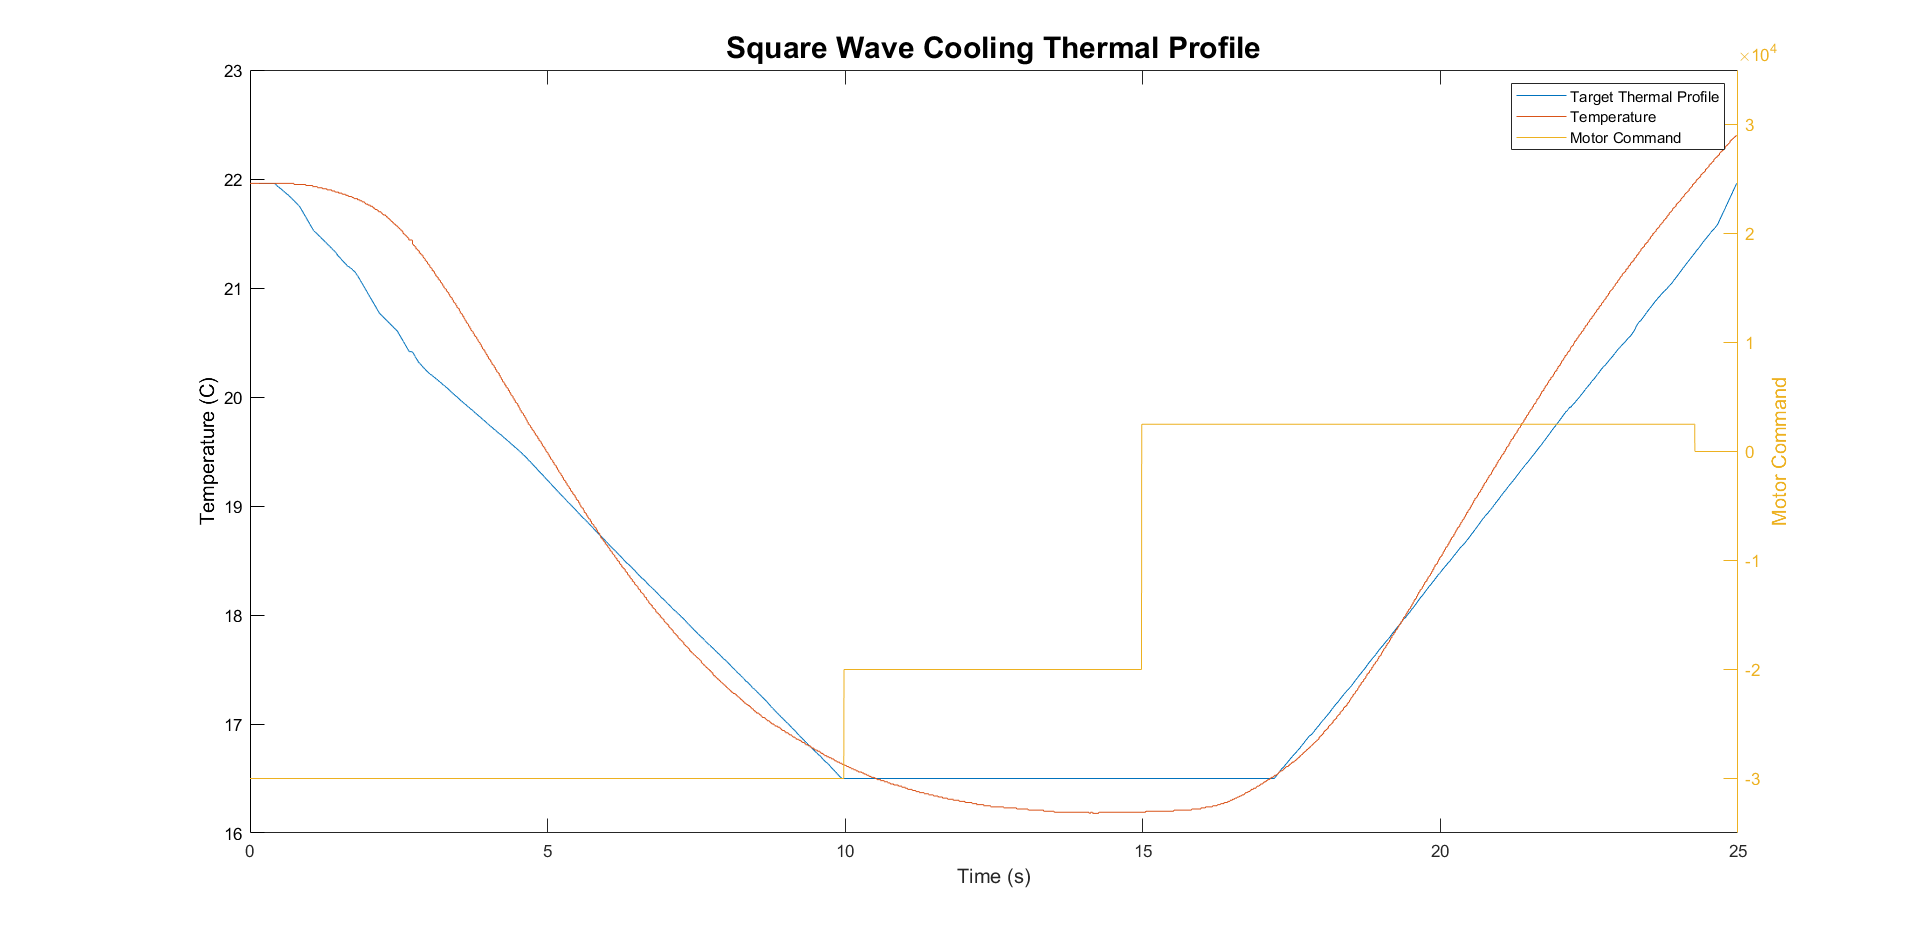 Square Wave Cooling Thermal Profile
×10^4
23
22
21
20
19
18
17
16
Temperature (C)
Target Thermal Profile
Temperature
Motor Command
3
2
1
0
-1
-2
-3
Motor Command
0 5 10 15 20 25
Time (s)